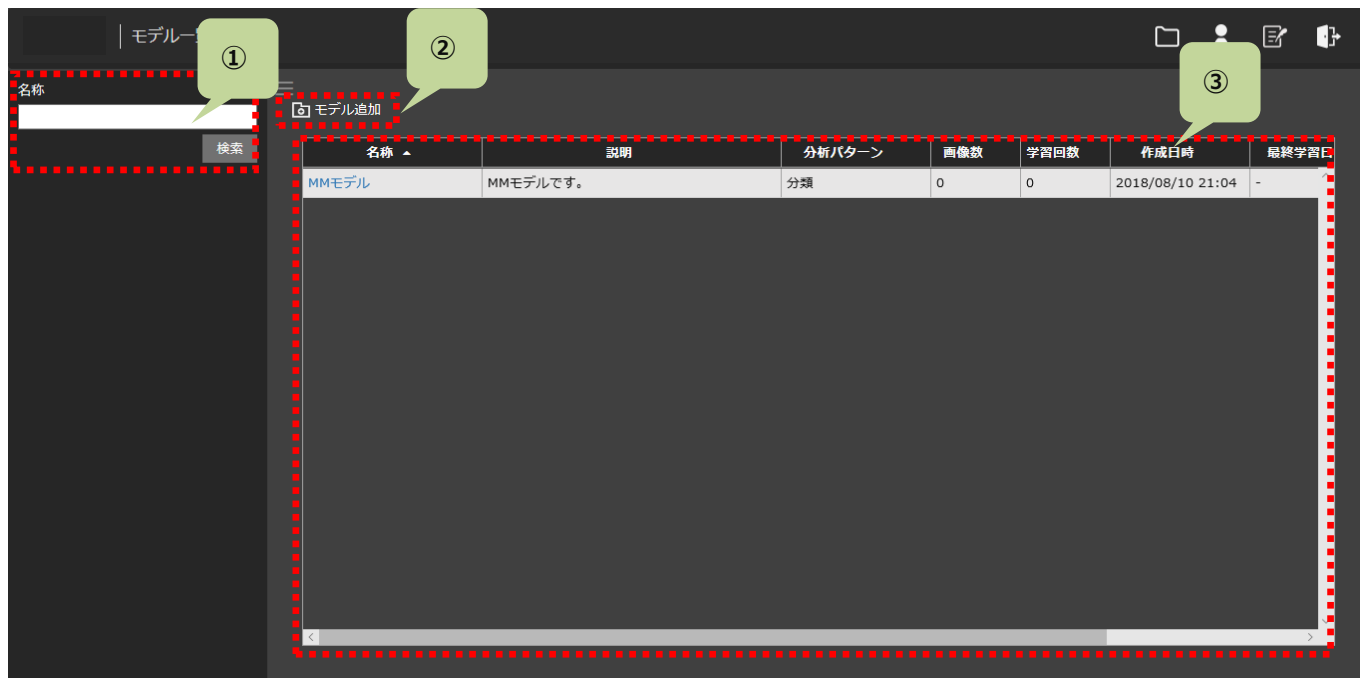 モデル一
①
②
③
名称
検索
モデル追加
名称 説明 分析パターン 画像数 学習回数 作成日時 最終学習日
MMモデル MMモデルです。 分類 0 0 2018/08/10 21:04 -